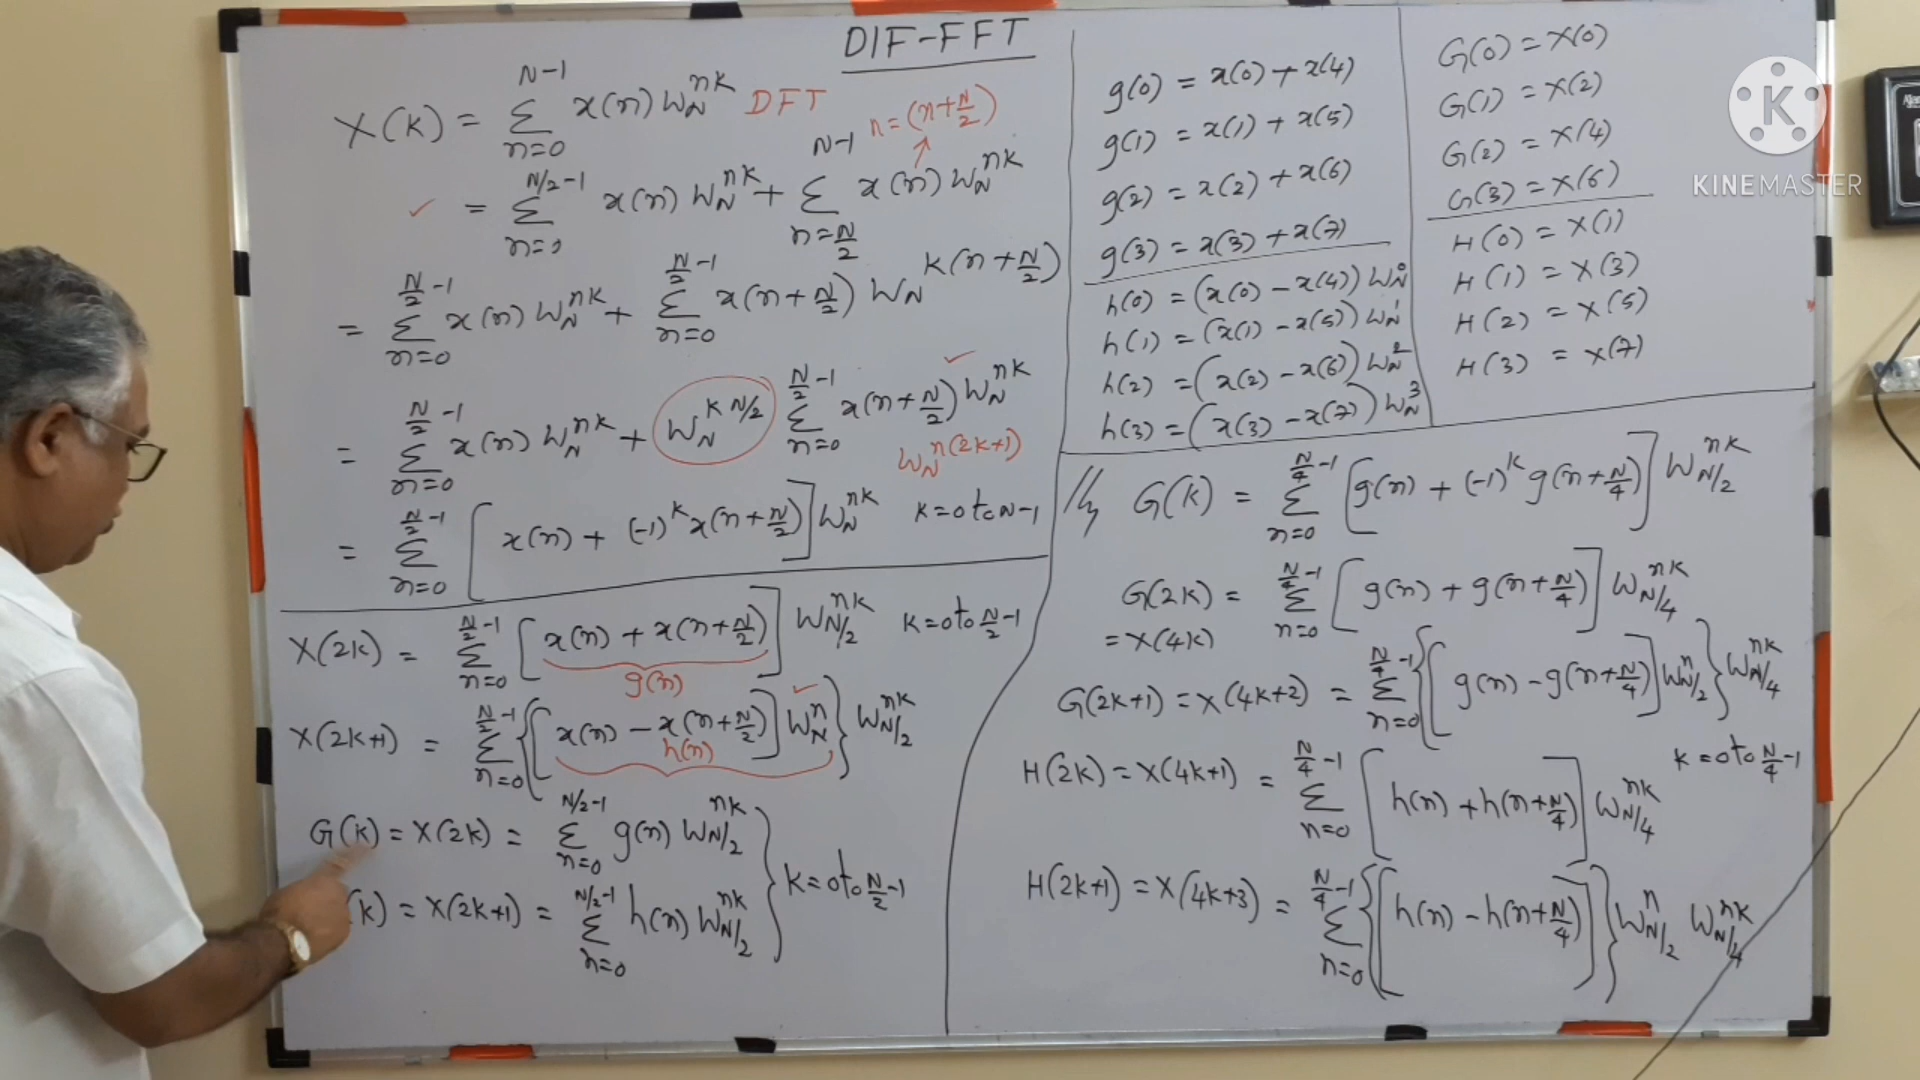 DIF-FFT
X(k) = Σ_{n=0}^{N-1} x(n) W_N^{nk} DFT
n=(n+N/2)
✓ = Σ_{n=0}^{N/2-1} x(n) W_N^{nk} + Σ_{n=N/2}^{N-1} x(n) W_N^{nk}
= Σ_{n=0}^{N/2-1} x(n) W_N^{nk} + Σ_{n=0}^{N/2-1} x(n+N/2) W_N^{k(n+N/2)}
= Σ_{n=0}^{N/2-1} x(n) W_N^{nk} + W_N^{kN/2} Σ_{n=0}^{N/2-1} x(n+N/2) W_N^{nk} ✓
W_N^{n(2k+1)}
= Σ_{n=0}^{N/2-1} [x(n) + (-1)^k x(n+N/2)] W_N^{nk} k=0 to N-1
X(2k) = Σ_{n=0}^{N/2-1} [x(n) + x(n+N/2)] W_{N/2}^{nk} k=0 to N/2-1
g(n)
X(2k+1) = Σ_{n=0}^{N/2-1} {[x(n) - x(n+N/2)] W_N^n} W_{N/2}^{nk} ✓
h(n)
G(k) = X(2k) = Σ_{n=0}^{N/2-1} g(n) W_{N/2}^{nk}
(k) = X(2k+1) = Σ_{n=0}^{N/2-1} h(n) W_{N/2}^{nk}
k=0 to N/2-1
g(0) = x(0) + x(4)
g(1) = x(1) + x(5)
g(2) = x(2) + x(6)
g(3) = x(3) + x(7)
h(0) = (x(0) - x(4)) W_N^0
h(1) = (x(1) - x(5)) W_N^1
h(2) = (x(2) - x(6)) W_N^2
h(3) = (x(3) - x(7)) W_N^3
G(0) = X(0)
G(1) = X(2)
G(2) = X(4)
G(3) = X(6)
H(0) = X(1)
H(1) = X(3)
H(2) = X(5)
H(3) = X(7)
G(k) = Σ_{n=0}^{N/4-1} [g(n) + (-1)^k g(n+N/4)] W_{N/2}^{nk}
G(2k) = Σ_{n=0}^{N/4-1} [g(n) + g(n+N/4)] W_{N/4}^{nk}
= X(4k)
G(2k+1) = X(4k+2) = Σ_{n=0}^{N/4-1} {[g(n) - g(n+N/4)] W_{N/2}^n} W_{N/4}^{nk}
k=0 to N/4-1
H(2k) = X(4k+1) = Σ_{n=0}^{N/4-1} [h(n) + h(n+N/4)] W_{N/4}^{nk}
H(2k+1) = X(4k+3) = Σ_{n=0}^{N/4-1} {[h(n) - h(n+N/4)]} W_{N/2}^n W_{N/4}^{nk}
K
KINEMASTER